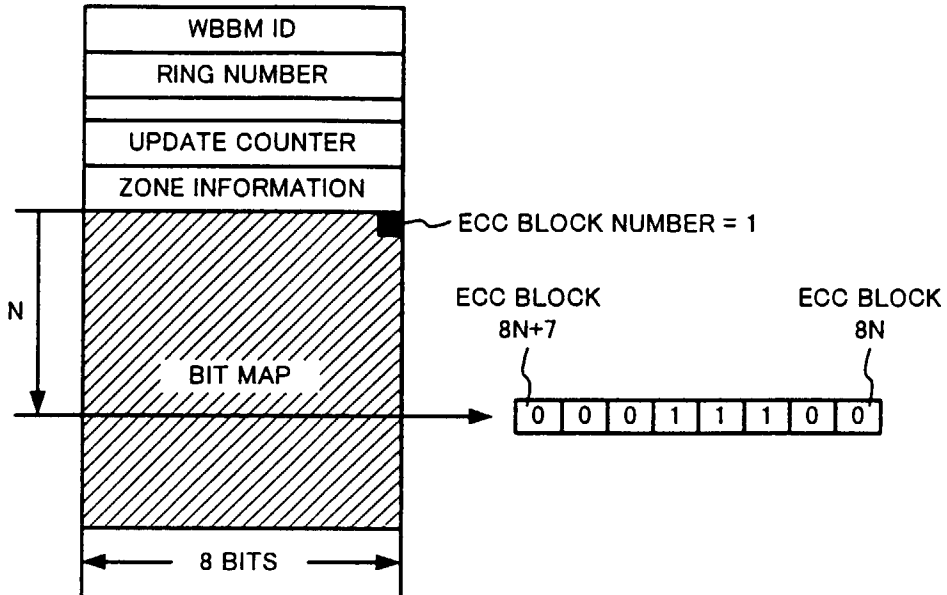 WBBM ID
RING NUMBER
UPDATE COUNTER
ZONE INFORMATION
ECC BLOCK NUMBER = 1
N
ECC BLOCK
8N+7
ECC BLOCK
8N
BIT MAP
0 0 0 1 1 1 0 0
8 BITS